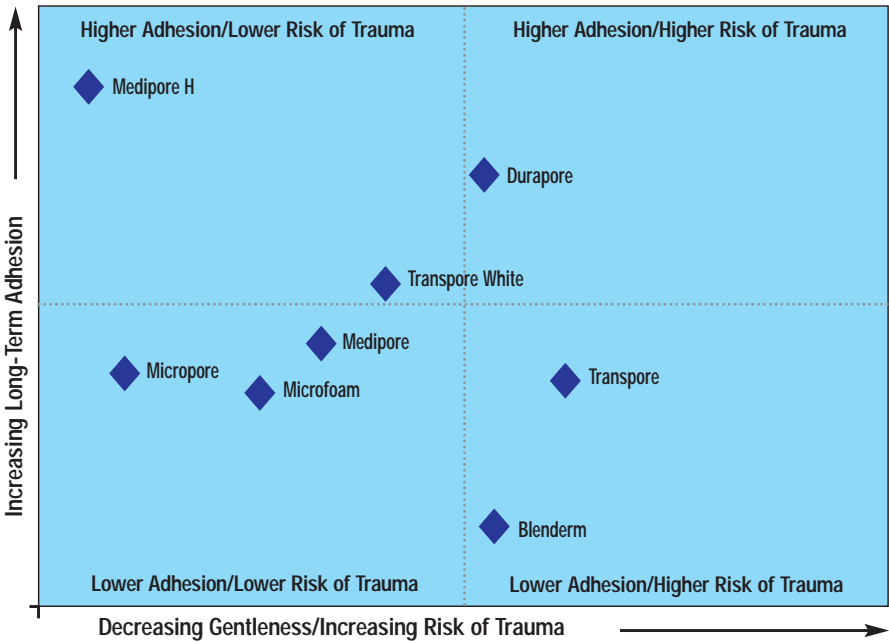 Higher Adhesion/Lower Risk of Trauma
Higher Adhesion/Higher Risk of Trauma
Medipore H
Durapore
Transpore White
Medipore
Micropore
Transpore
Microfoam
Blenderm
Lower Adhesion/Lower Risk of Trauma
Lower Adhesion/Higher Risk of Trauma
Increasing Long-Term Adhesion
Decreasing Gentleness/Increasing Risk of Trauma